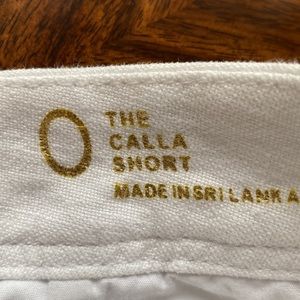 0
THE
CALLA
SHORT
MADE IN SRI LANKA